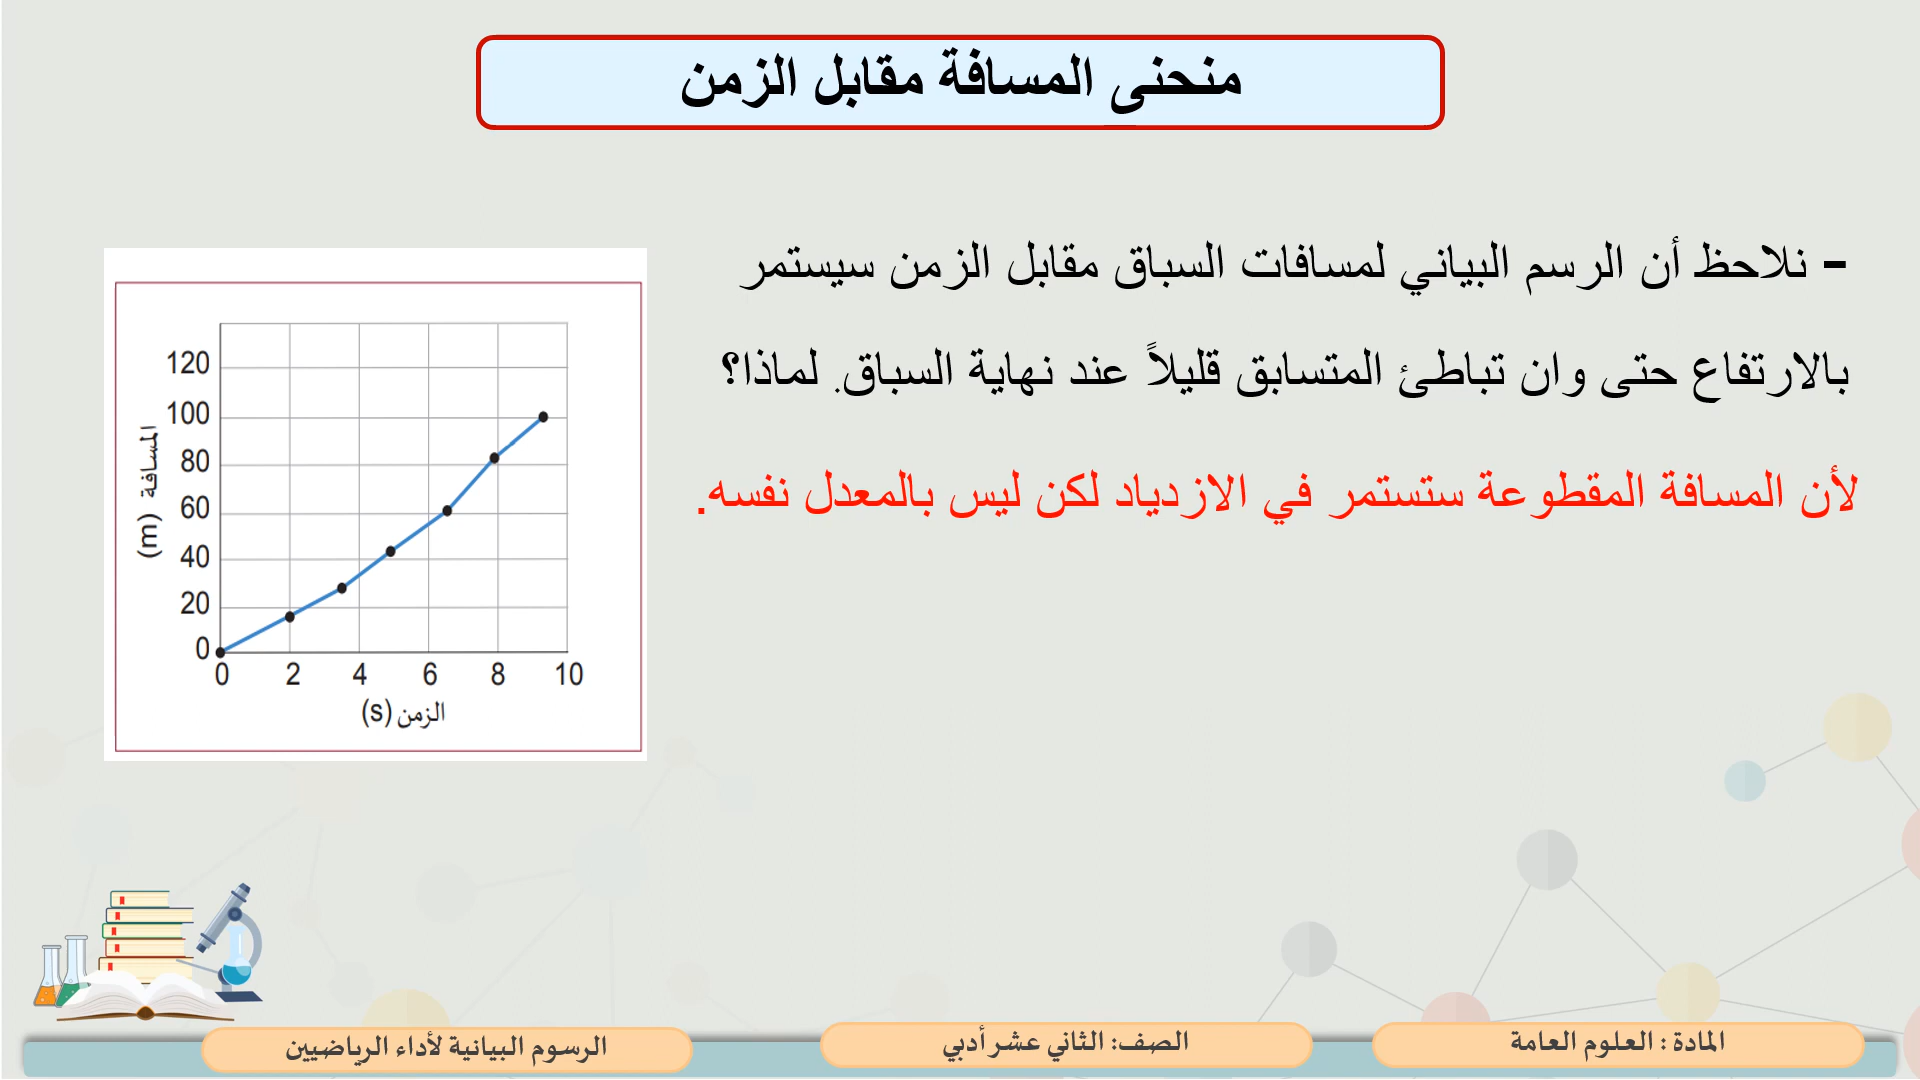 منحنى المسافة مقابل الزمن
- نلاحظ أن الرسم البياني لمسافات السباق مقابل الزمن سيستمر
بالارتفاع حتى وان تباطئ المتسابق قليلاً عند نهاية السباق. لماذا؟
لأن المسافة المقطوعة ستستمر في الازدياد لكن ليس بالمعدل نفسه.
المسافة (m)
120
100
80
60
40
20
0
0 2 4 6 8 10
الزمن (s)
المادة : العلوم العامة
الصف: الثاني عشر أدبي
الرسوم البيانية لأداء الرياضيين